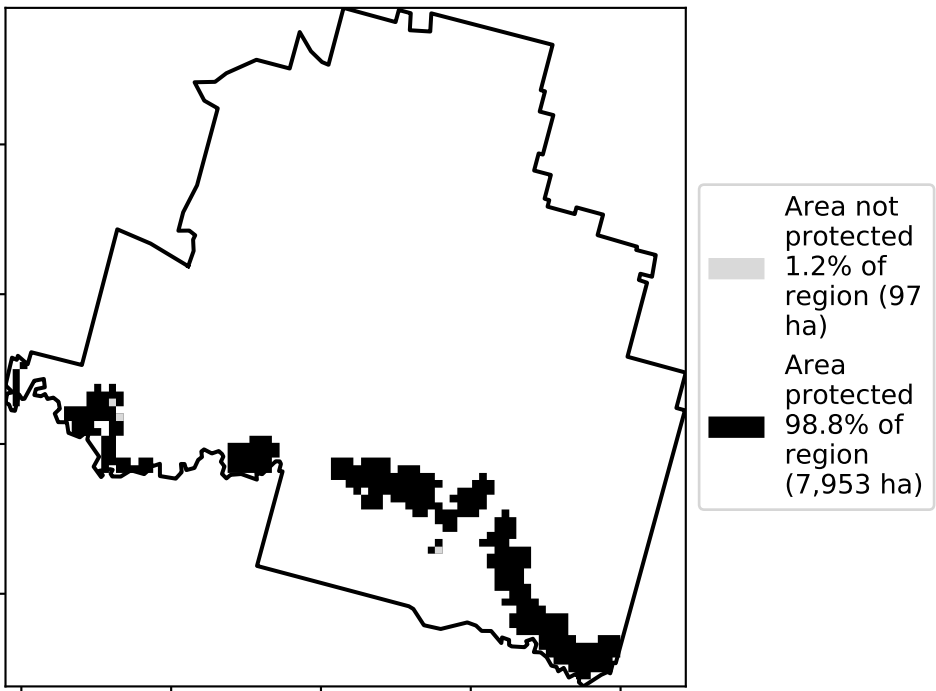 Area not
protected
1.2% of
region (97
ha)
Area
protected
98.8% of
region
(7,953 ha)